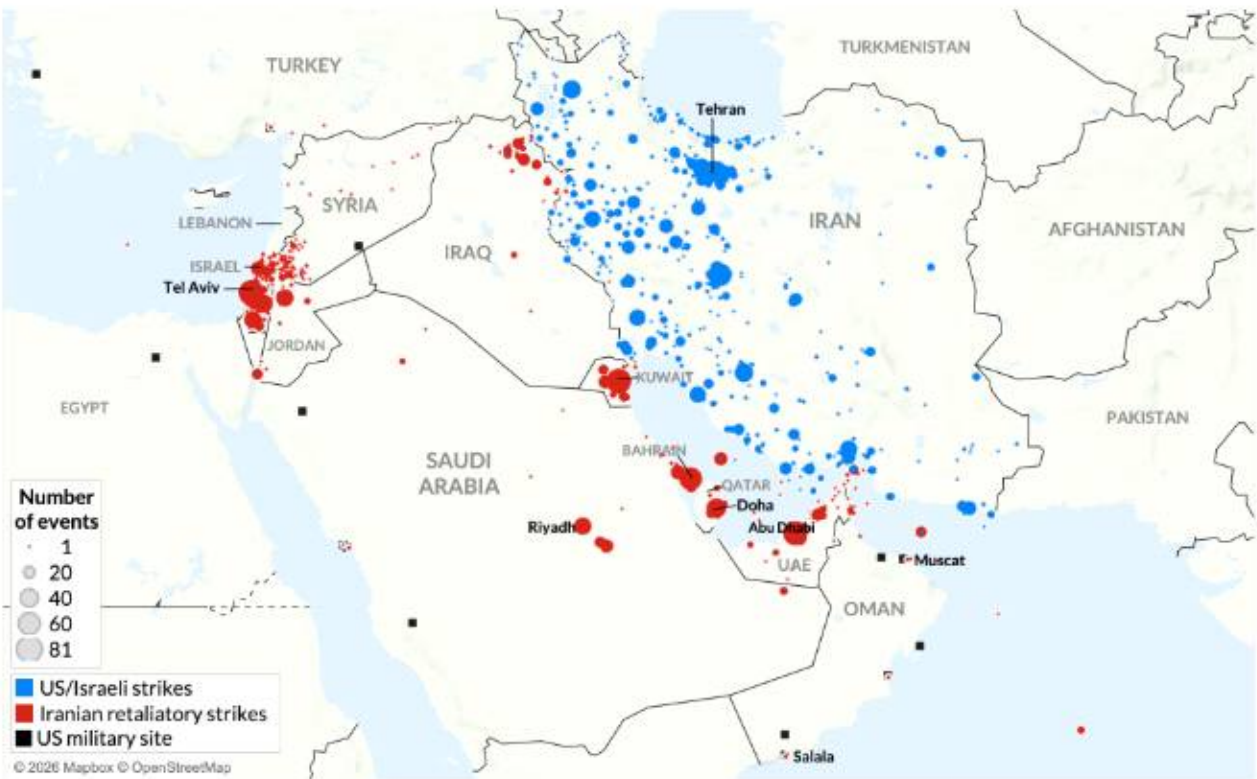 TURKEY
TURKMENISTAN
Tehran
SYRIA
LEBANON
IRAN
AFGHANISTAN
IRAQ
ISRAEL
Tel Aviv
JORDAN
KUWAIT
EGYPT
PAKISTAN
BAHRAIN
SAUDI
ARABIA
QATAR
Doha
Riyadh
Abu Dhabi
UAE
Muscat
OMAN
Salala
Number
of events
1
20
40
60
81
US/Israeli strikes
Iranian retaliatory strikes
US military site
© 2026 Mapbox © OpenStreetMap